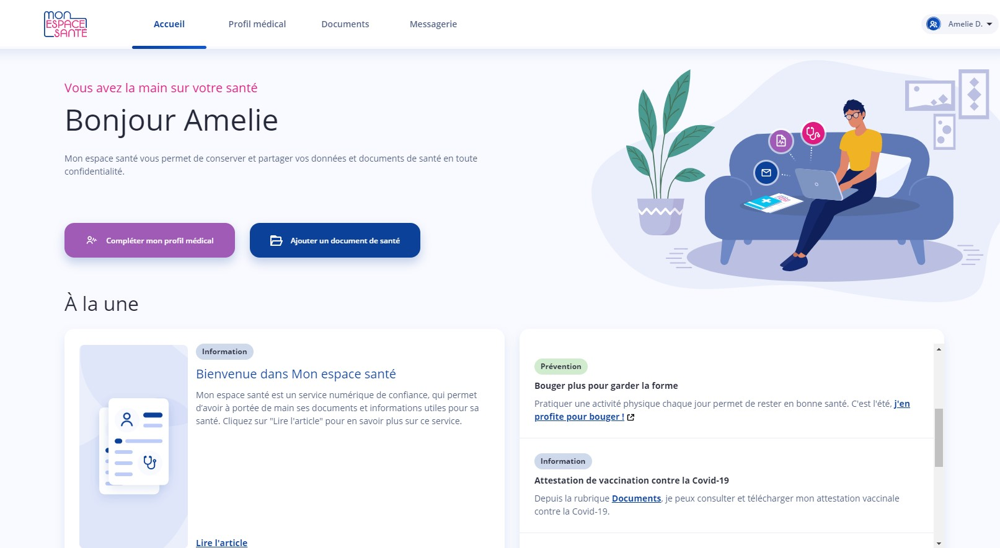 mon
ESPACE
SANTÉ
Accueil
Profil médical
Documents
Messagerie
Amelie D.
Vous avez la main sur votre santé
Bonjour Amelie
Mon espace santé vous permet de conserver et partager vos données et documents de santé en toute
confidentialité.
Compléter mon profil médical
Ajouter un document de santé
À la une
Information
Bienvenue dans Mon espace santé
Mon espace santé est un service numérique de confiance, qui permet
d’avoir à portée de main ses documents et informations utiles pour sa
santé. Cliquez sur "Lire l'article" pour en savoir plus sur ce service.
Lire l'article
Prévention
Bouger plus pour garder la forme
Pratiquer une activité physique chaque jour permet de rester en bonne santé. C'est l'été, j'en
profite pour bouger !
Information
Attestation de vaccination contre la Covid-19
Depuis la rubrique Documents, je peux consulter et télécharger mon attestation vaccinale
contre la Covid-19.